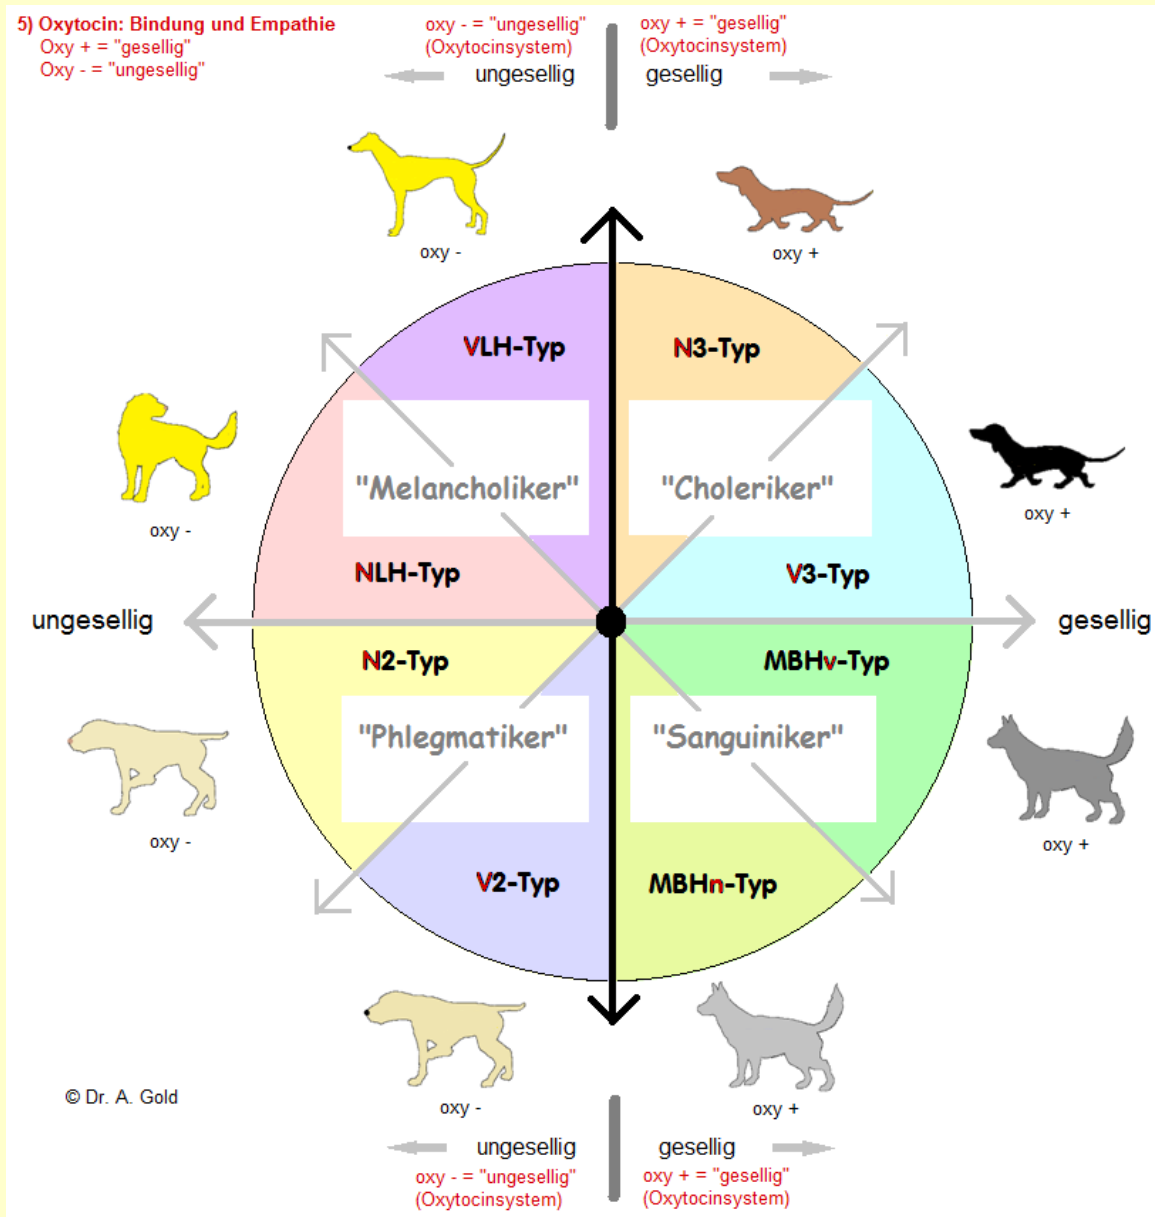 5) Oxytocin: Bindung und Empathie
Oxy + = "gesellig"
Oxy - = "ungesellig"
oxy - = "ungesellig"
(Oxytocinsystem)
ungesellig
oxy + = "gesellig"
(Oxytocinsystem)
gesellig
oxy -
oxy +
VLH-Typ
N3-Typ
"Melancholiker"
"Choleriker"
oxy -
oxy +
NLH-Typ
V3-Typ
ungesellig
gesellig
N2-Typ
MBHv-Typ
"Phlegmatiker"
"Sanguiniker"
oxy -
oxy +
V2-Typ
MBHn-Typ
oxy -
oxy +
© Dr. A. Gold
ungesellig
oxy - = "ungesellig"
(Oxytocinsystem)
gesellig
oxy + = "gesellig"
(Oxytocinsystem)